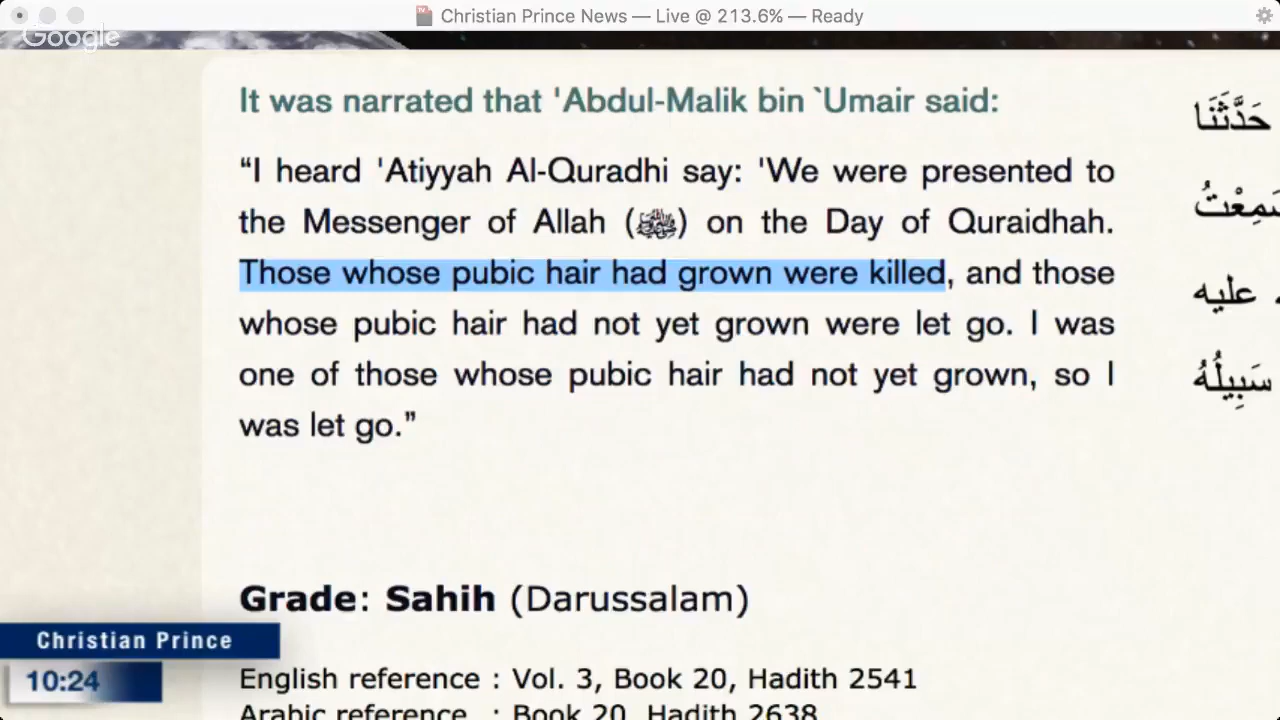 Christian Prince News — Live @ 213.6% — Ready
Google
It was narrated that 'Abdul-Malik bin `Umair said:
“I heard 'Atiyyah Al-Quradhi say: 'We were presented to
the Messenger of Allah (ﷺ) on the Day of Quraidhah.
Those whose pubic hair had grown were killed, and those
whose pubic hair had not yet grown were let go. I was
one of those whose pubic hair had not yet grown, so I
was let go.”
حَدَّثَنَا
سَمِعْتُ
عليه
سَبِيلُهُ
Grade: Sahih (Darussalam)
Christian Prince
10:24
English reference : Vol. 3, Book 20, Hadith 2541
Arabic reference : Book 20, Hadith 2638